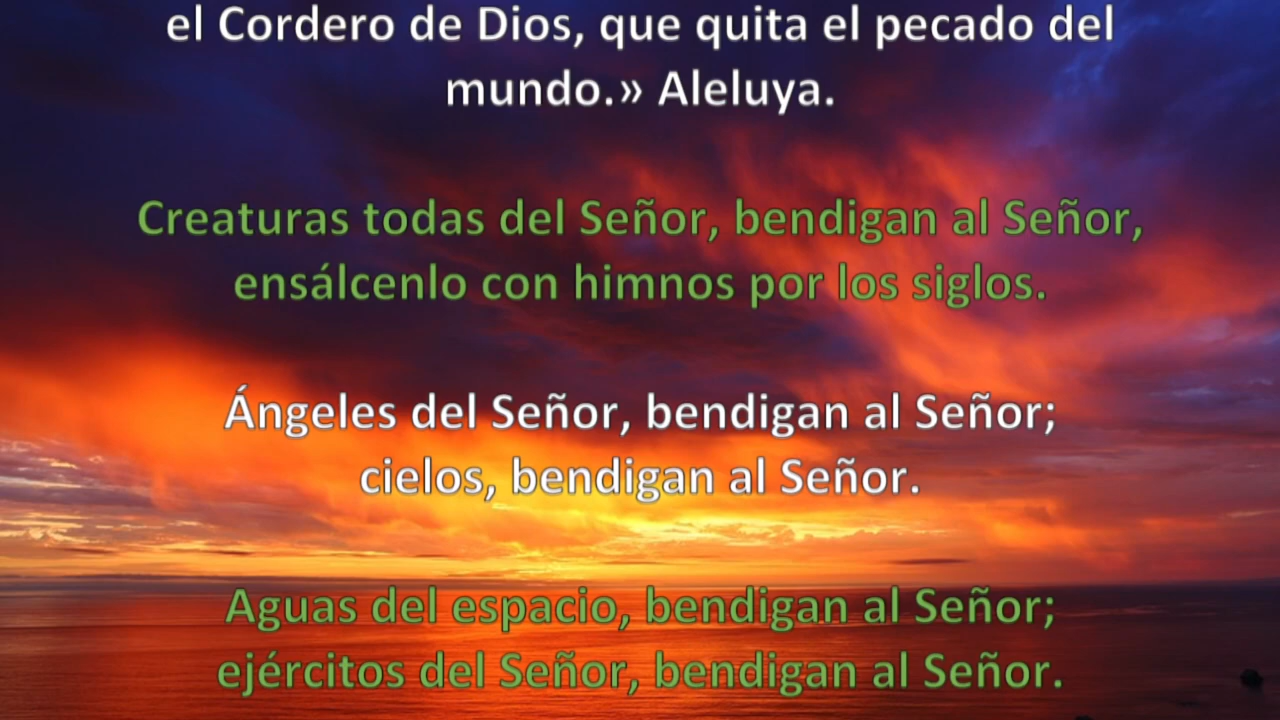 el Cordero de Dios, que quita el pecado del
mundo.» Aleluya.
Creaturas todas del Señor, bendigan al Señor,
ensálcenlo con himnos por los siglos.
Ángeles del Señor, bendigan al Señor;
cielos, bendigan al Señor.
Aguas del espacio, bendigan al Señor;
ejércitos del Señor, bendigan al Señor.